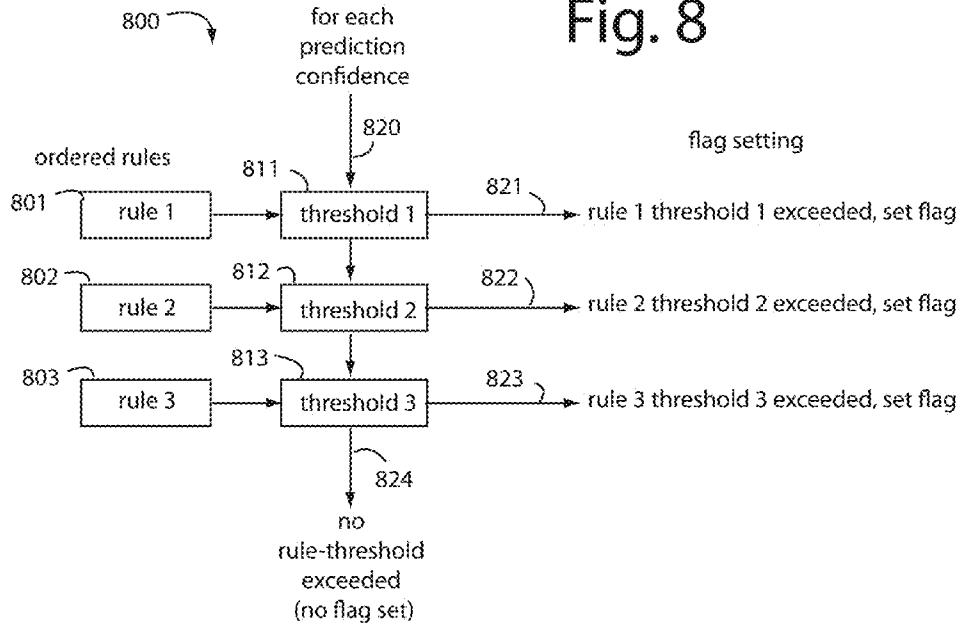 Fig. 8
800
for each
prediction
confidence
820
flag setting
ordered rules
811
821
801
rule 1
threshold 1
rule 1 threshold 1 exceeded, set flag
802
812
822
rule 2
threshold 2
rule 2 threshold 2 exceeded, set flag
803
813
823
rule 3
threshold 3
rule 3 threshold 3 exceeded, set flag
824
no
rule-threshold
exceeded
(no flag set)